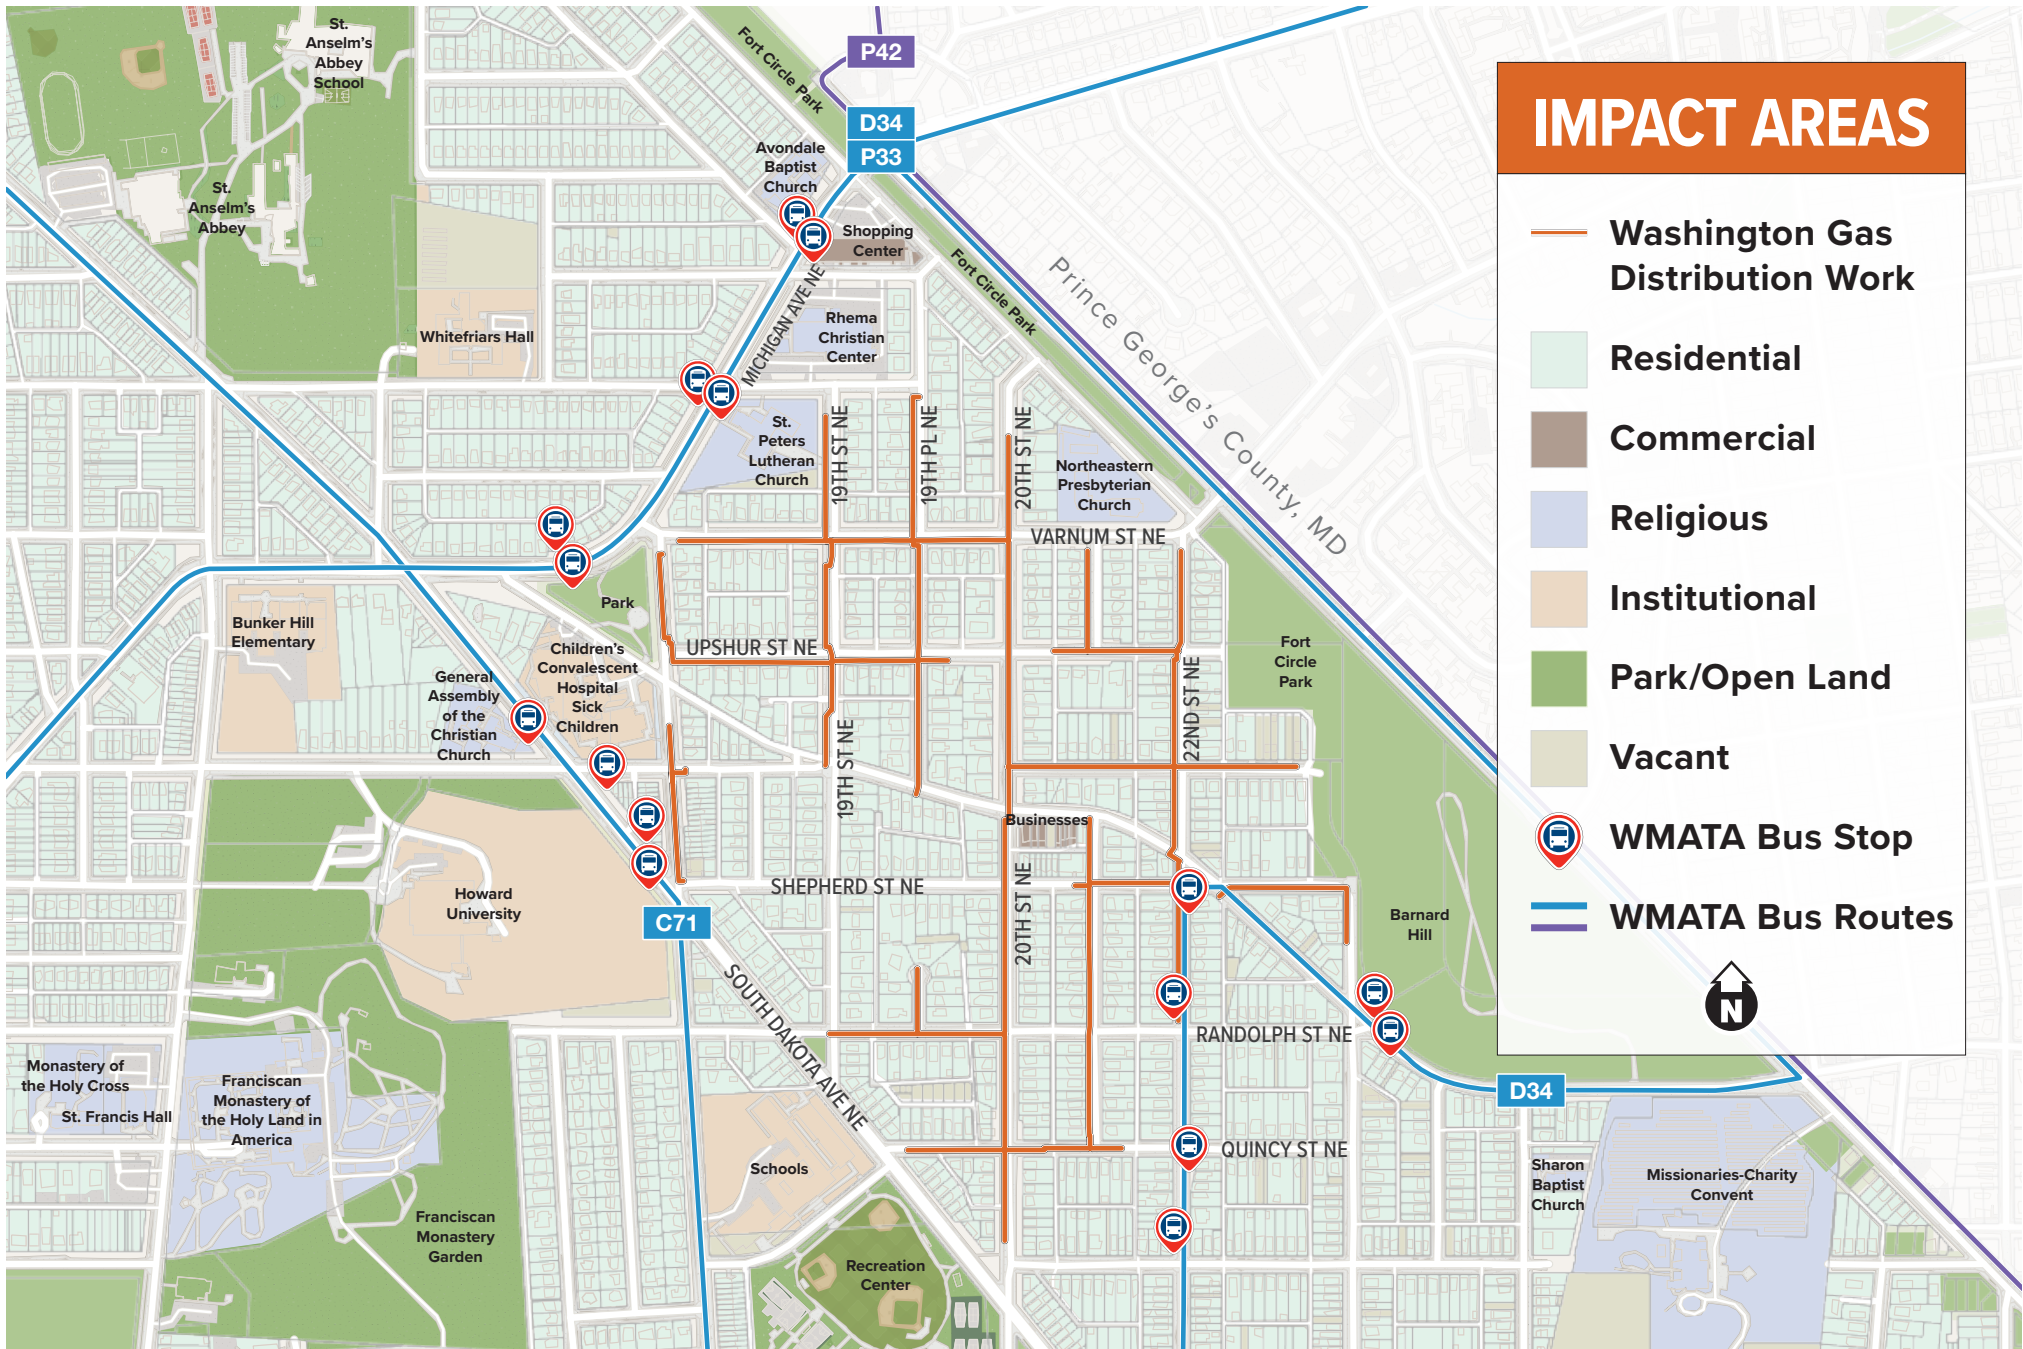 St.
Anselm's
Abbey
School
Fort Circle Park
P42
D34
P33
IMPACT AREAS
Avondale
Baptist
Church
St.
Anselm's
Abbey
Shopping
Center
Washington Gas
Distribution Work
Fort Circle Park
Prince George's County, MD
MICHIGAN AVE NE
Whitefriars Hall
Rhema
Christian
Center
Residential
St.
Peters
Lutheran
Church
19TH ST NE
19TH PL NE
20TH ST NE
Northeastern
Presbyterian
Church
Commercial
VARNUM ST NE
Religious
Park
Institutional
Bunker Hill
Elementary
UPSHUR ST NE
Children's
Convalescent
Hospital
Sick
Children
Fort
Circle
Park
General
Assembly
of the
Christian
Church
22ND ST NE
Park/Open Land
19TH ST NE
Vacant
Businesses
WMATA Bus Stop
SHEPHERD ST NE
Howard
University
20TH ST NE
Barnard
Hill
C71
WMATA Bus Routes
N
SOUTH DAKOTA AVE NE
RANDOLPH ST NE
Monastery of
the Holy Cross
St. Francis Hall
Franciscan
Monastery of
the Holy Land in
America
D34
QUINCY ST NE
Schools
Sharon
Baptist
Church
Missionaries-Charity
Convent
Franciscan
Monastery
Garden
Recreation
Center